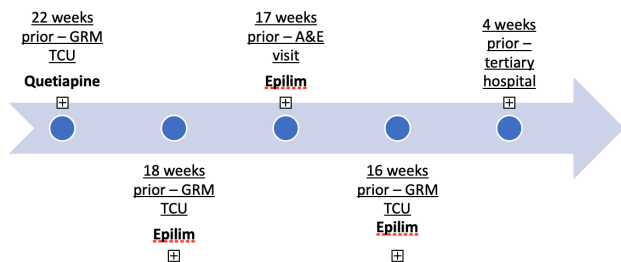 22 weeks
prior – GRM
TCU
Quetiapine
18 weeks
prior – GRM
TCU
Epilim
17 weeks
prior – A&E
visit
Epilim
16 weeks
prior – GRM
TCU
Epilim
4 weeks
prior –
tertiary
hospital